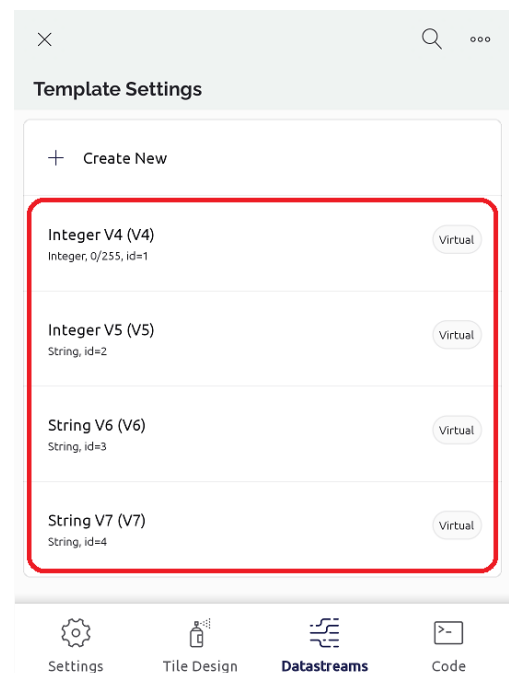 Template Settings
Create New
Integer V4 (V4)
Virtual
Integer, 0/255, id=1
Integer V5 (V5)
Virtual
String, id=2
String V6 (V6)
Virtual
String, id=3
String V7 (V7)
Virtual
String, id=4
Settings
Tile Design
Datastreams
Code